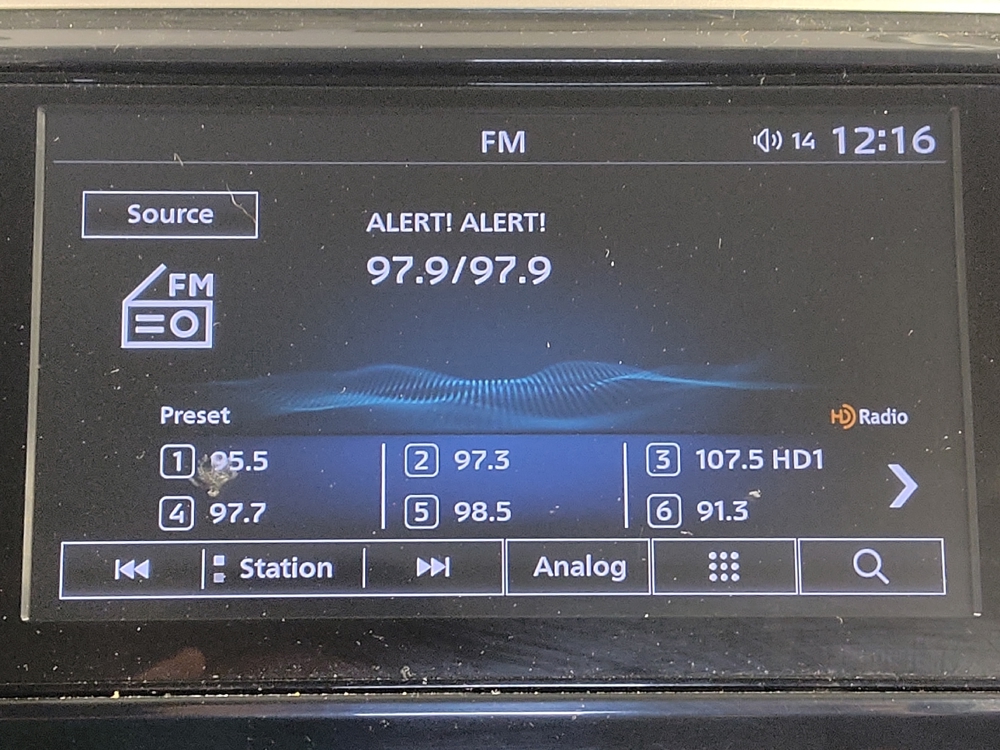 FM
14 12:16
Source
ALERT! ALERT!
97.9/97.9
FM
Preset
HD Radio
1 95.5 2 97.3 3 107.5 HD1
4 97.7 5 98.5 6 91.3
Station Analog